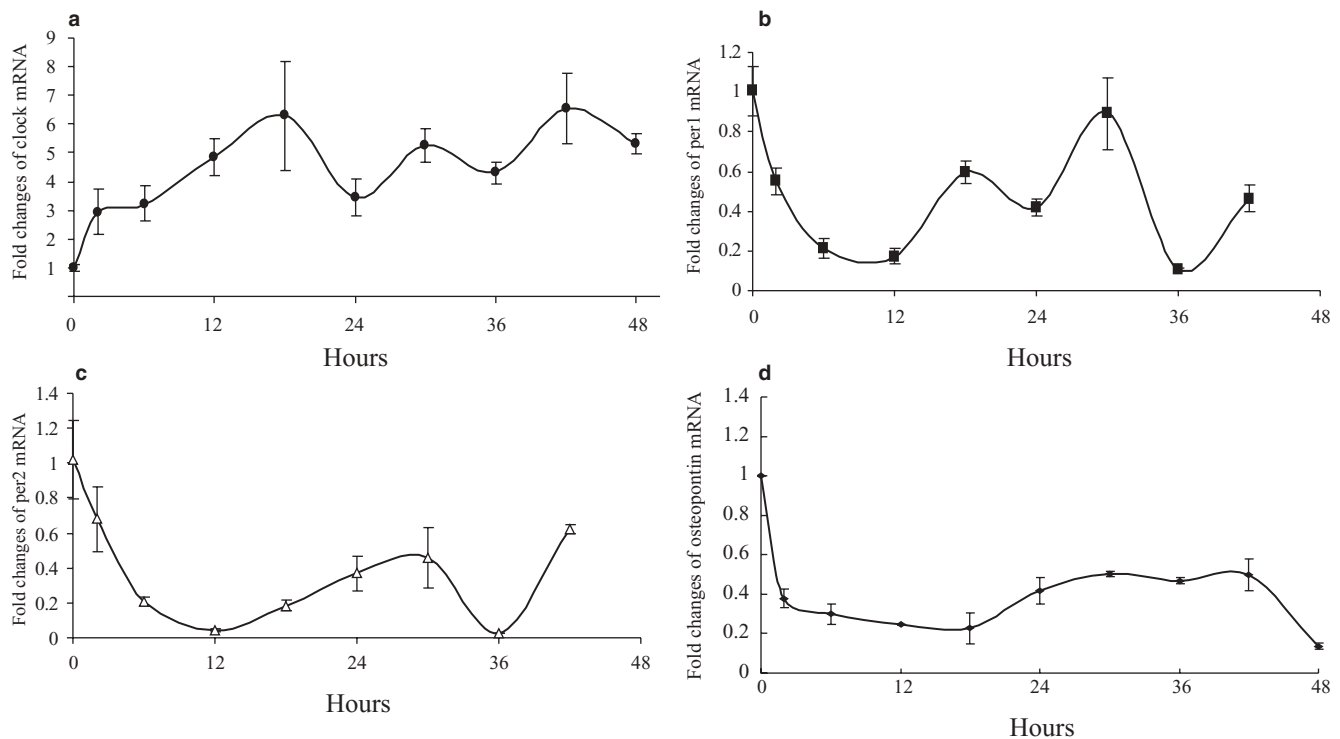 a
Fold changes of clock mRNA
9
8
7
6
5
4
3
2
1
0 12 24 36 48
Hours
b
Fold changes of per1 mRNA
1.2
1
0.8
0.6
0.4
0.2
0
0 12 24 36 48
Hours
c
Fold changes of per2 mRNA
1.4
1.2
1
0.8
0.6
0.4
0.2
0
0 12 24 36 48
Hours
d
Fold changes of osteopontin mRNA
1.4
1.2
1
0.8
0.6
0.4
0.2
0
0 12 24 36 48
Hours